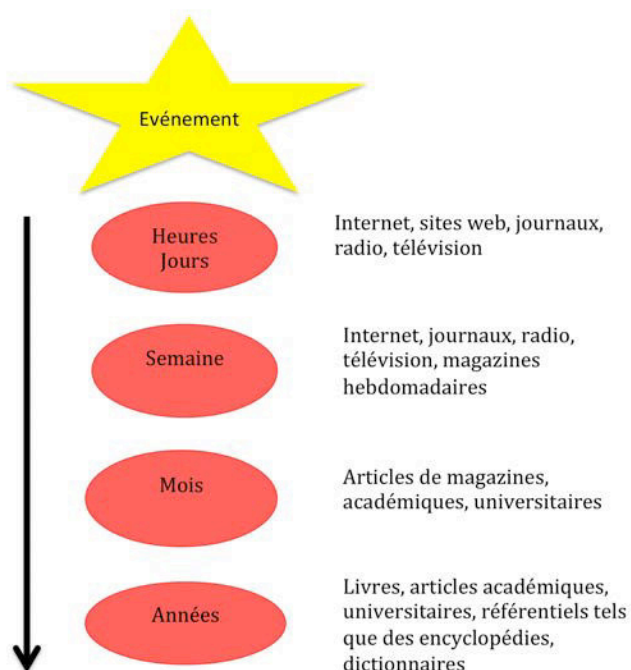 Evénement
Heures
Jours
Internet, sites web, journaux,
radio, télévision
Semaine
Internet, journaux, radio,
télévision, magazines
hebdomadaires
Mois
Articles de magazines,
académiques, universitaires
Années
Livres, articles académiques,
universitaires, référentiels tels
que des encyclopédies,
dictionnaires